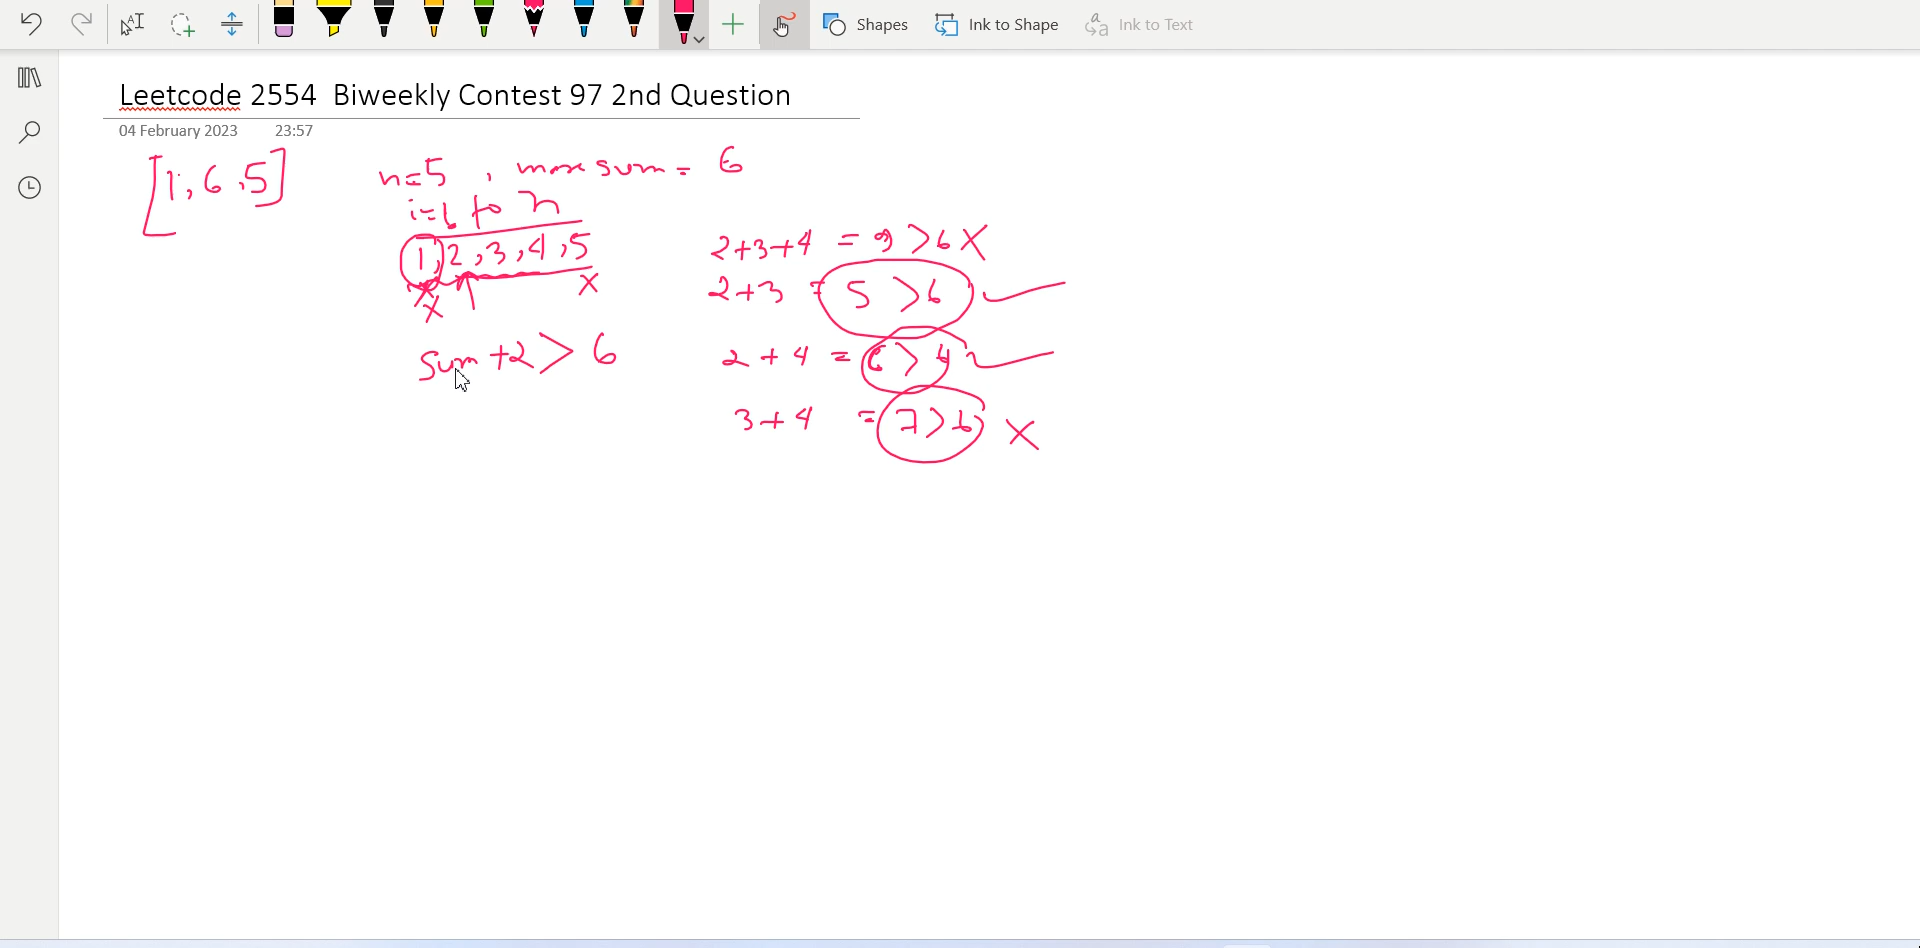 Shapes
Ink to Shape
Ink to Text
Leetcode 2554 Biweekly Contest 97 2nd Question
04 February 2023 23:57
[1, 6, 5]
n=5, max sum = 6
i=1 to n
1, 2, 3, 4, 5
X X
X
sum +2 > 6
2+3+4 = 9 > 6 X
2+3 = 5 > 6
2 + 4 = 6 > 4
3+4 = 7 > 6 X